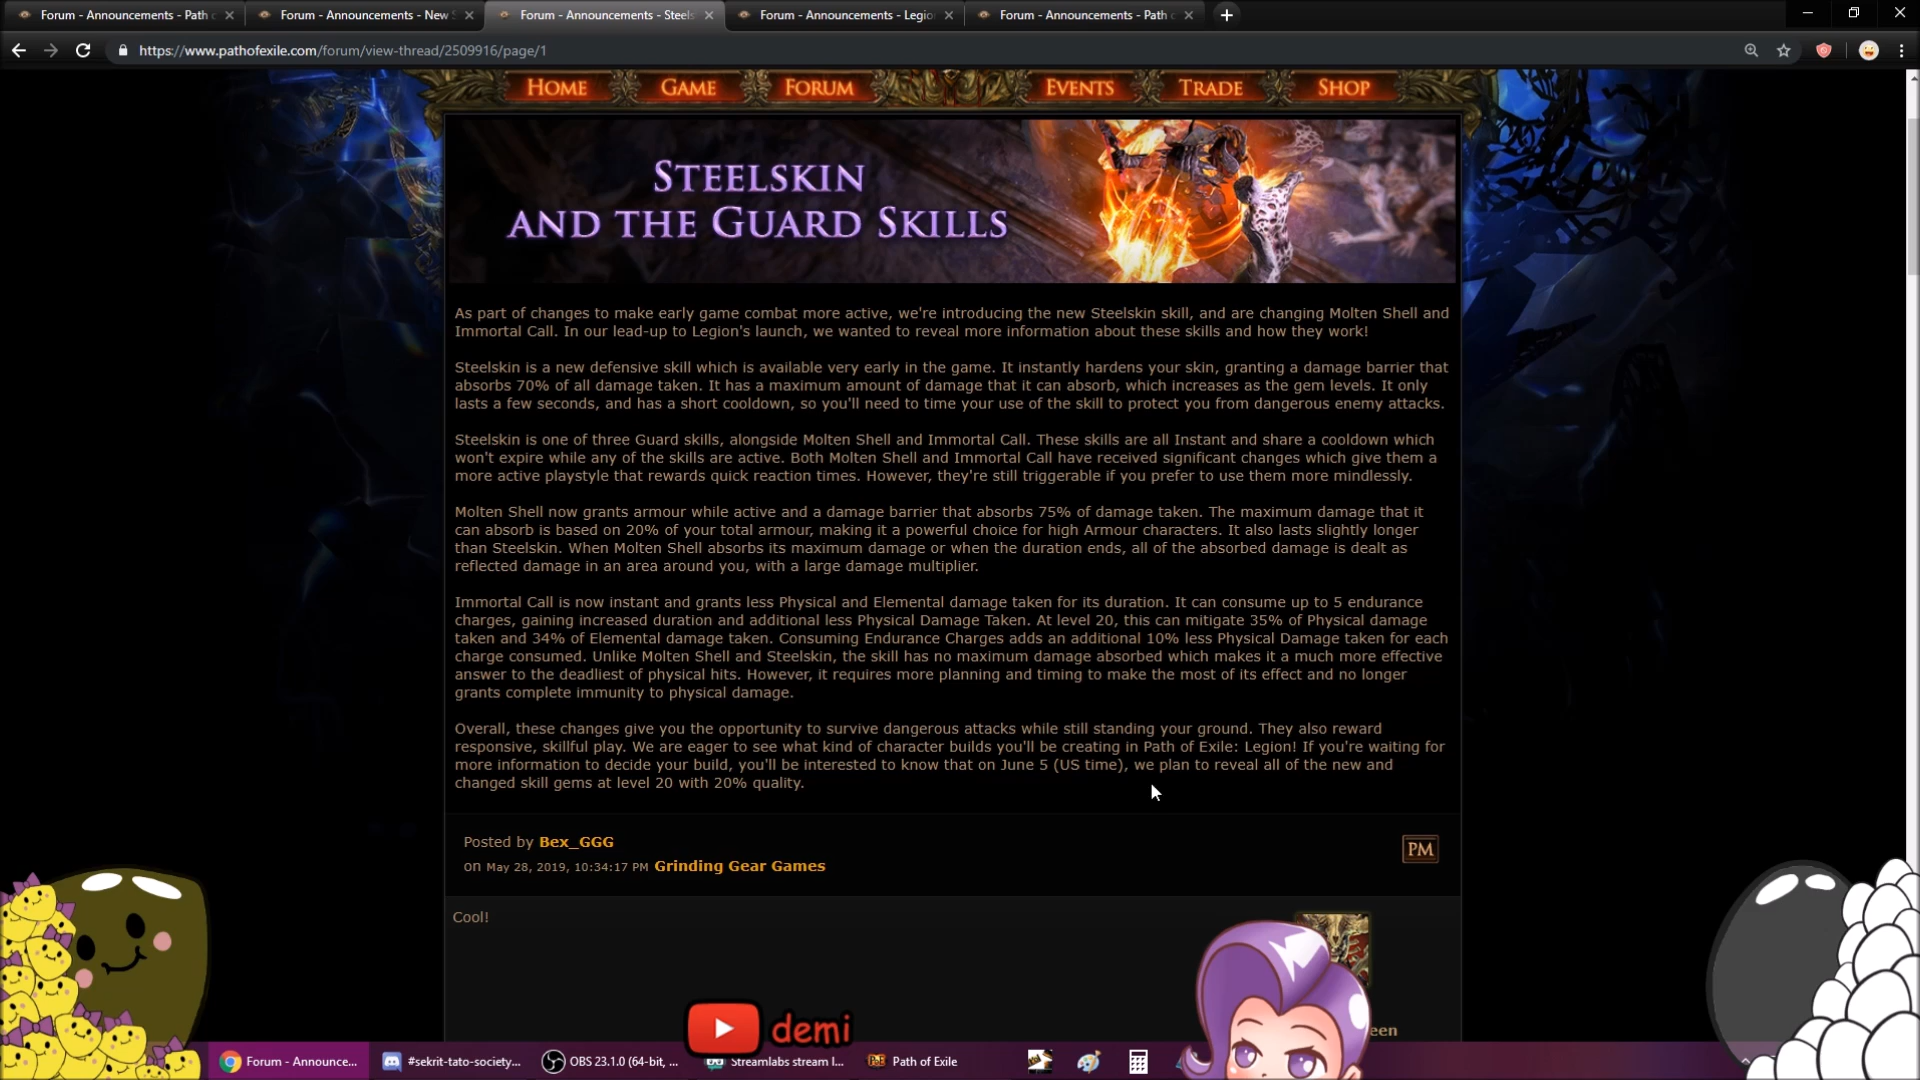 Forum - Announcements - Path o
Forum - Announcements - New S
Forum - Announcements - Steels
Forum - Announcements - Legio
Forum - Announcements - Path o
https://www.pathofexile.com/forum/view-thread/2509916/page/1
HOME GAME FORUM EVENTS TRADE SHOP
STEELSKIN
AND THE GUARD SKILLS
As part of changes to make early game combat more active, we're introducing the new Steelskin skill, and are changing Molten Shell and
Immortal Call. In our lead-up to Legion's launch, we wanted to reveal more information about these skills and how they work!
Steelskin is a new defensive skill which is available very early in the game. It instantly hardens your skin, granting a damage barrier that
absorbs 70% of all damage taken. It has a maximum amount of damage that it can absorb, which increases as the gem levels. It only
lasts a few seconds, and has a short cooldown, so you'll need to time your use of the skill to protect you from dangerous enemy attacks.
Steelskin is one of three Guard skills, alongside Molten Shell and Immortal Call. These skills are all Instant and share a cooldown which
won't expire while any of the skills are active. Both Molten Shell and Immortal Call have received significant changes which give them a
more active playstyle that rewards quick reaction times. However, they're still triggerable if you prefer to use them more mindlessly.
Molten Shell now grants armour while active and a damage barrier that absorbs 75% of damage taken. The maximum damage that it
can absorb is based on 20% of your total armour, making it a powerful choice for high Armour characters. It also lasts slightly longer
than Steelskin. When Molten Shell absorbs its maximum damage or when the duration ends, all of the absorbed damage is dealt as
reflected damage in an area around you, with a large damage multiplier.
Immortal Call is now instant and grants less Physical and Elemental damage taken for its duration. It can consume up to 5 endurance
charges, gaining increased duration and additional less Physical Damage Taken. At level 20, this can mitigate 35% of Physical damage
taken and 34% of Elemental damage taken. Consuming Endurance Charges adds an additional 10% less Physical Damage taken for each
charge consumed. Unlike Molten Shell and Steelskin, the skill has no maximum damage absorbed which makes it a much more effective
answer to the deadliest of physical hits. However, it requires more planning and timing to make the most of its effect and no longer
grants complete immunity to physical damage.
Overall, these changes give you the opportunity to survive dangerous attacks while still standing your ground. They also reward
responsive, skillful play. We are eager to see what kind of character builds you'll be creating in Path of Exile: Legion! If you're waiting for
more information to decide your build, you'll be interested to know that on June 5 (US time), we plan to reveal all of the new and
changed skill gems at level 20 with 20% quality.
Posted by Bex_GGG
on May 28, 2019, 10:34:17 PM Grinding Gear Games
PM
Cool!
een
demi
Forum - Announce...
#sekrit-tato-society...
OBS 23.1.0 (64-bit, ...
Streamlabs stream l...
Path of Exile